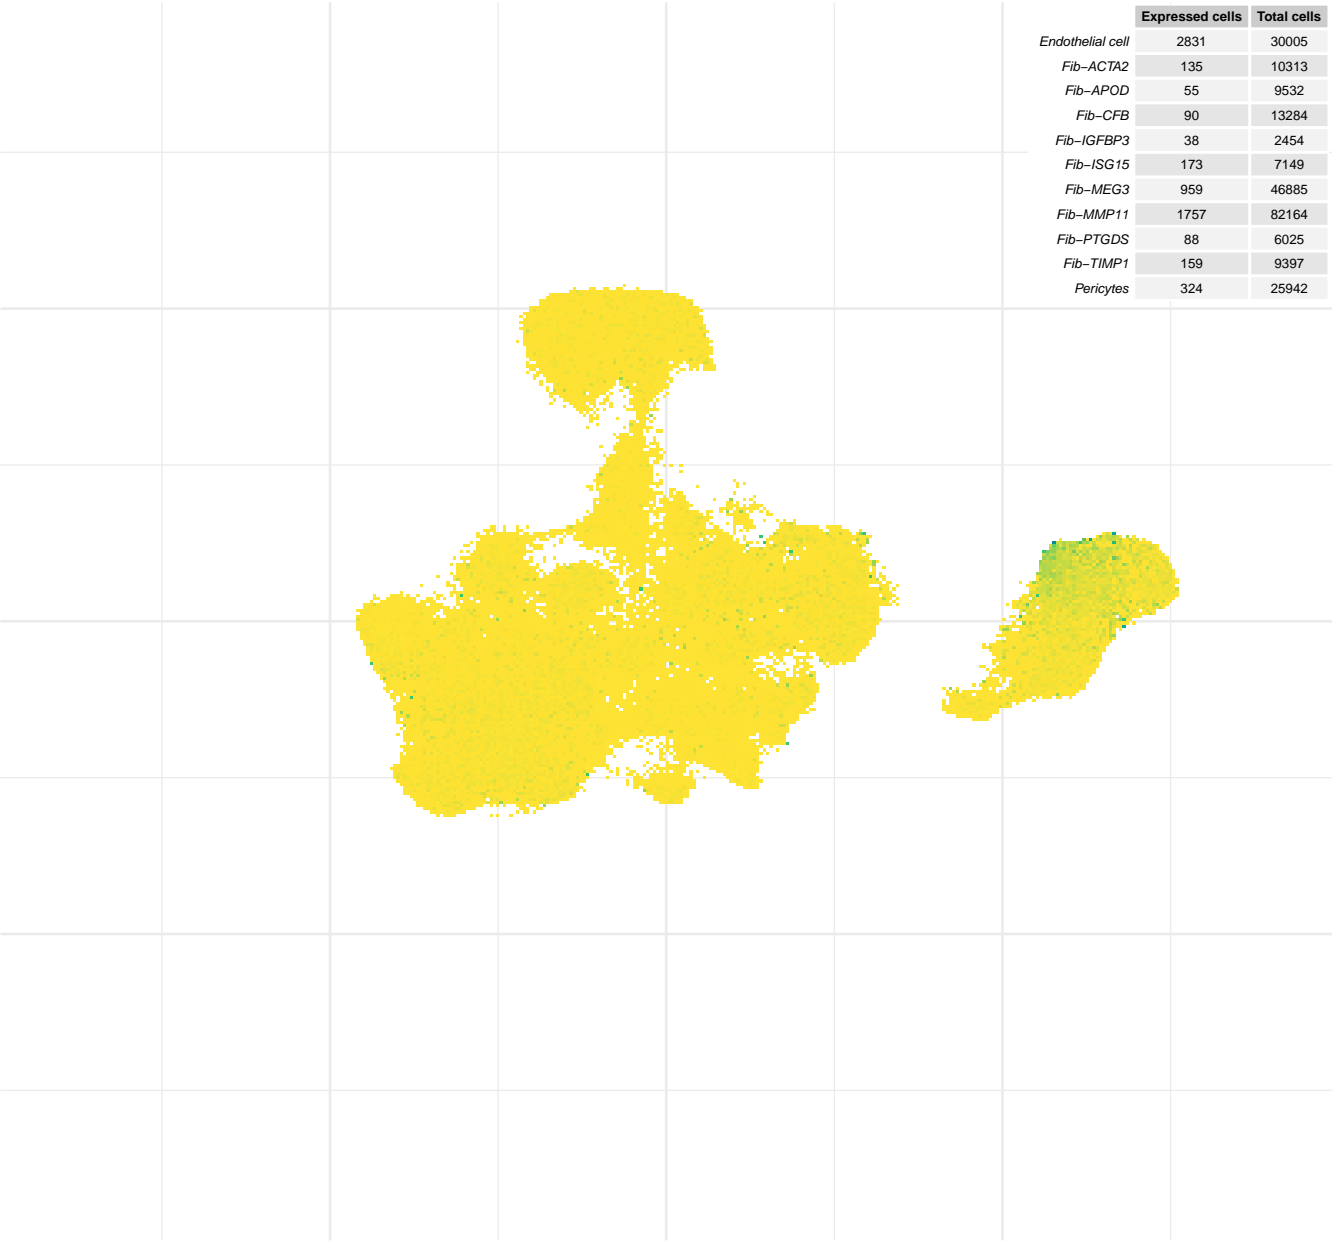 Expressed cells Total cells
Endothelial cell 2831 30005
Fib−ACTA2 135 10313
Fib−APOD 55 9532
Fib−CFB 90 13284
Fib−IGFBP3 38 2454
Fib−ISG15 173 7149
Fib−MEG3 959 46885
Fib−MMP11 1757 82164
Fib−PTGDS 88 6025
Fib−TIMP1 159 9397
Pericytes 324 25942